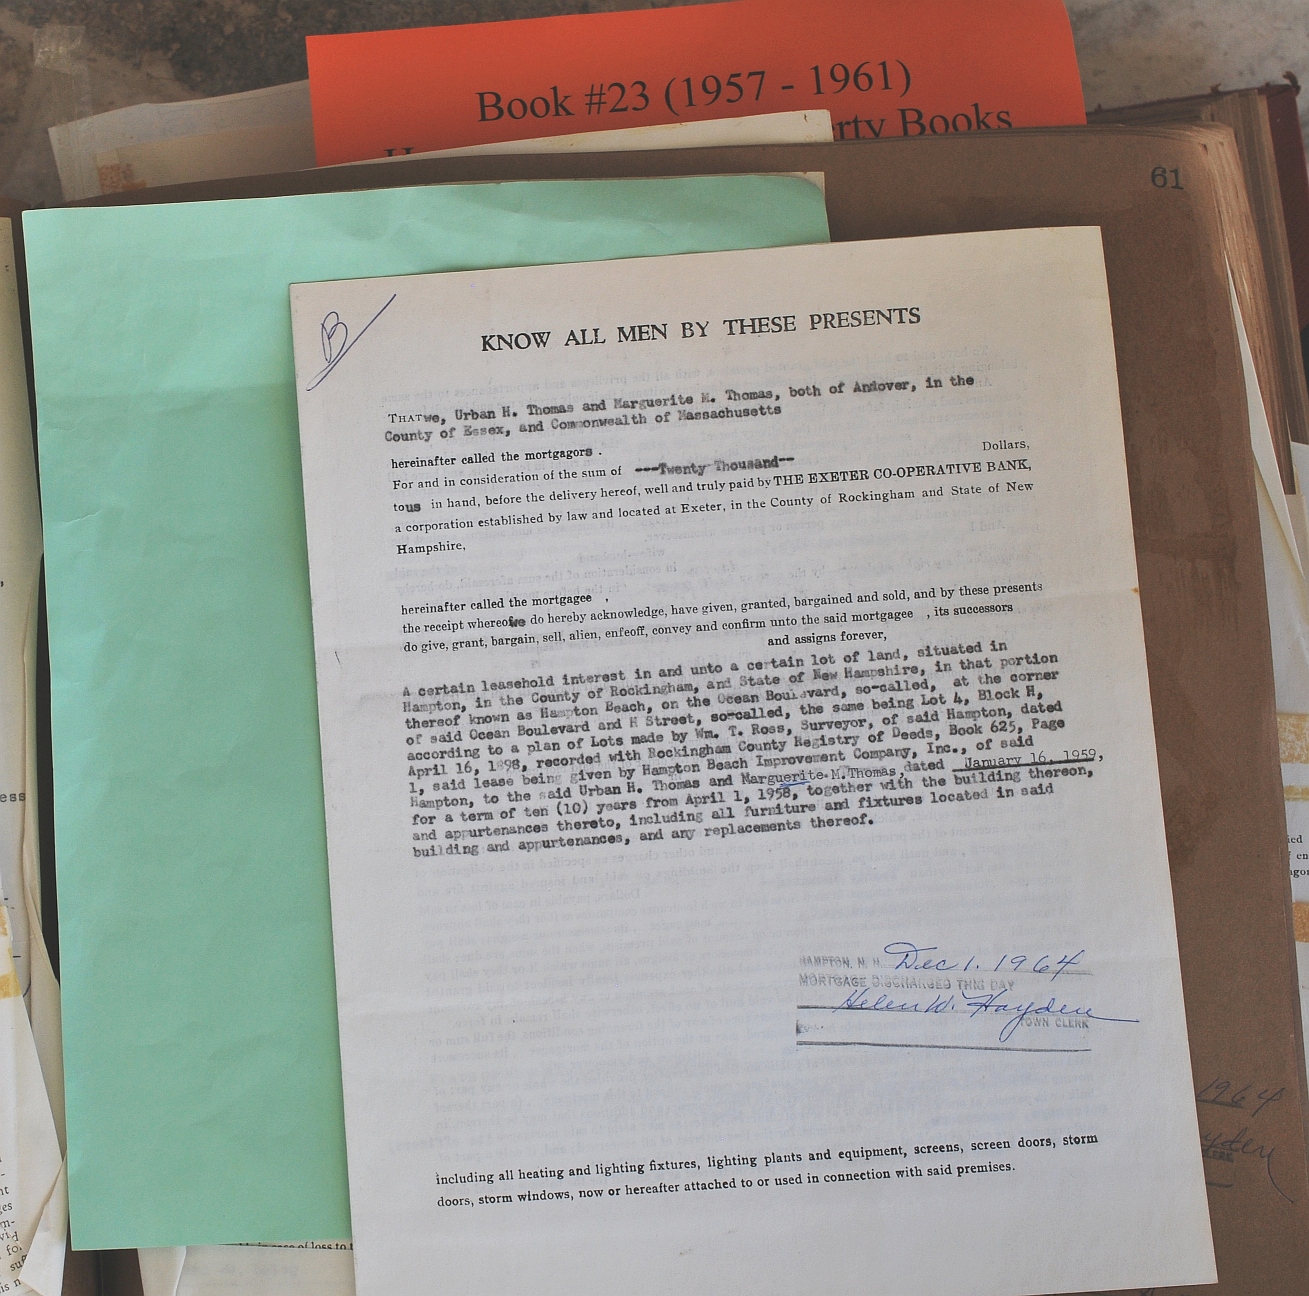 Book #23 (1957 - 1961)
rty Books
61
B
KNOW ALL MEN BY THESE PRESENTS
THAT we, Urban H. Thomas and Marguerite M. Thomas, both of Andover, in the
County of Essex, and Commonwealth of Massachusetts
hereinafter called the mortgagors .
For and in consideration of the sum of ---Twenty Thousand-- Dollars,
to us in hand, before the delivery hereof, well and truly paid by THE EXETER CO-OPERATIVE BANK,
a corporation established by law and located at Exeter, in the County of Rockingham and State of New
Hampshire,
hereinafter called the mortgagee ,
the receipt whereof we do hereby acknowledge, have given, granted, bargained and sold, and by these presents
do give, grant, bargain, sell, alien, enfeoff, convey and confirm unto the said mortgagee , its successors
and assigns forever,
A certain leasehold interest in and unto a certain lot of land, situated in
Hampton, in the County of Rockingham, and State of New Hampshire, in that portion
thereof known as Hampton Beach, on the Ocean Boulevard, so-called, at the corner
of said Ocean Boulevard and H Street, so-called, the same being Lot 4, Block H,
according to a plan of Lots made by Wm. T. Ross, Surveyor, of said Hampton, dated
April 16, 1898, recorded with Rockingham County Registry of Deeds, Book 625, Page
1, said lease being given by Hampton Beach Improvement Company, Inc., of said
Hampton, to the said Urban H. Thomas and Marguerite M. Thomas, dated January 16, 1959,
for a term of ten (10) years from April 1, 1958, together with the building thereon,
and appurtenances thereto, including all furniture and fixtures located in said
building and appurtenances, and any replacements thereof.
HAMPTON, N. H. Dec 1. 1964
MORTGAGE DISCHARGED THIS DAY
Helen W. Hayden
TOWN CLERK
including all heating and lighting fixtures, lighting plants and equipment, screens, screen doors, storm
doors, storm windows, now or hereafter attached to or used in connection with said premises.
1964
yden